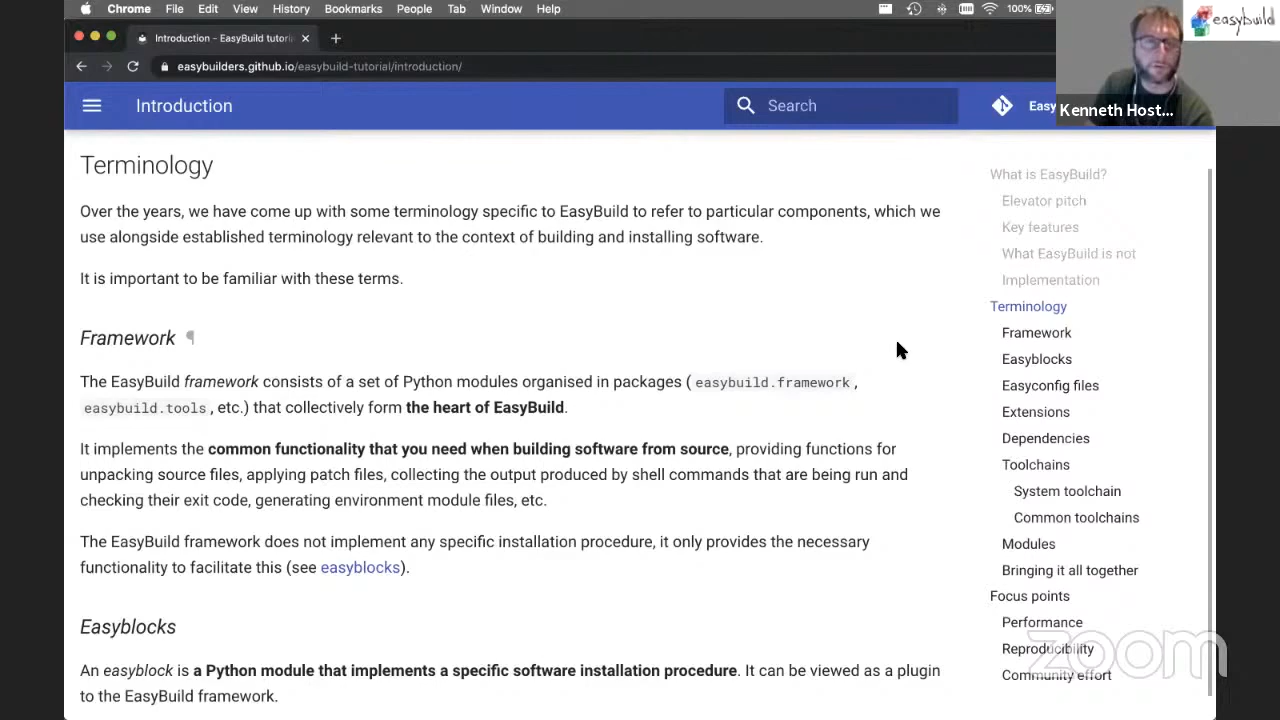 Chrome File Edit View History Bookmarks People Tab Window Help 100%
Introduction - EasyBuild tutori
easybuilders.github.io/easybuild-tutorial/introduction/
easybuild
Introduction
Search
Easy
Kenneth Host...
Terminology
Over the years, we have come up with some terminology specific to EasyBuild to refer to particular components, which we
use alongside established terminology relevant to the context of building and installing software.
It is important to be familiar with these terms.
Framework ¶
The EasyBuild framework consists of a set of Python modules organised in packages ( easybuild.framework ,
easybuild.tools , etc.) that collectively form the heart of EasyBuild.
It implements the common functionality that you need when building software from source, providing functions for
unpacking source files, applying patch files, collecting the output produced by shell commands that are being run and
checking their exit code, generating environment module files, etc.
The EasyBuild framework does not implement any specific installation procedure, it only provides the necessary
functionality to facilitate this (see easyblocks).
Easyblocks
An easyblock is a Python module that implements a specific software installation procedure. It can be viewed as a plugin
to the EasyBuild framework.
What is EasyBuild?
Elevator pitch
Key features
What EasyBuild is not
Implementation
Terminology
Framework
Easyblocks
Easyconfig files
Extensions
Dependencies
Toolchains
System toolchain
Common toolchains
Modules
Bringing it all together
Focus points
Performance
Reproducibility
Community effort
zoom